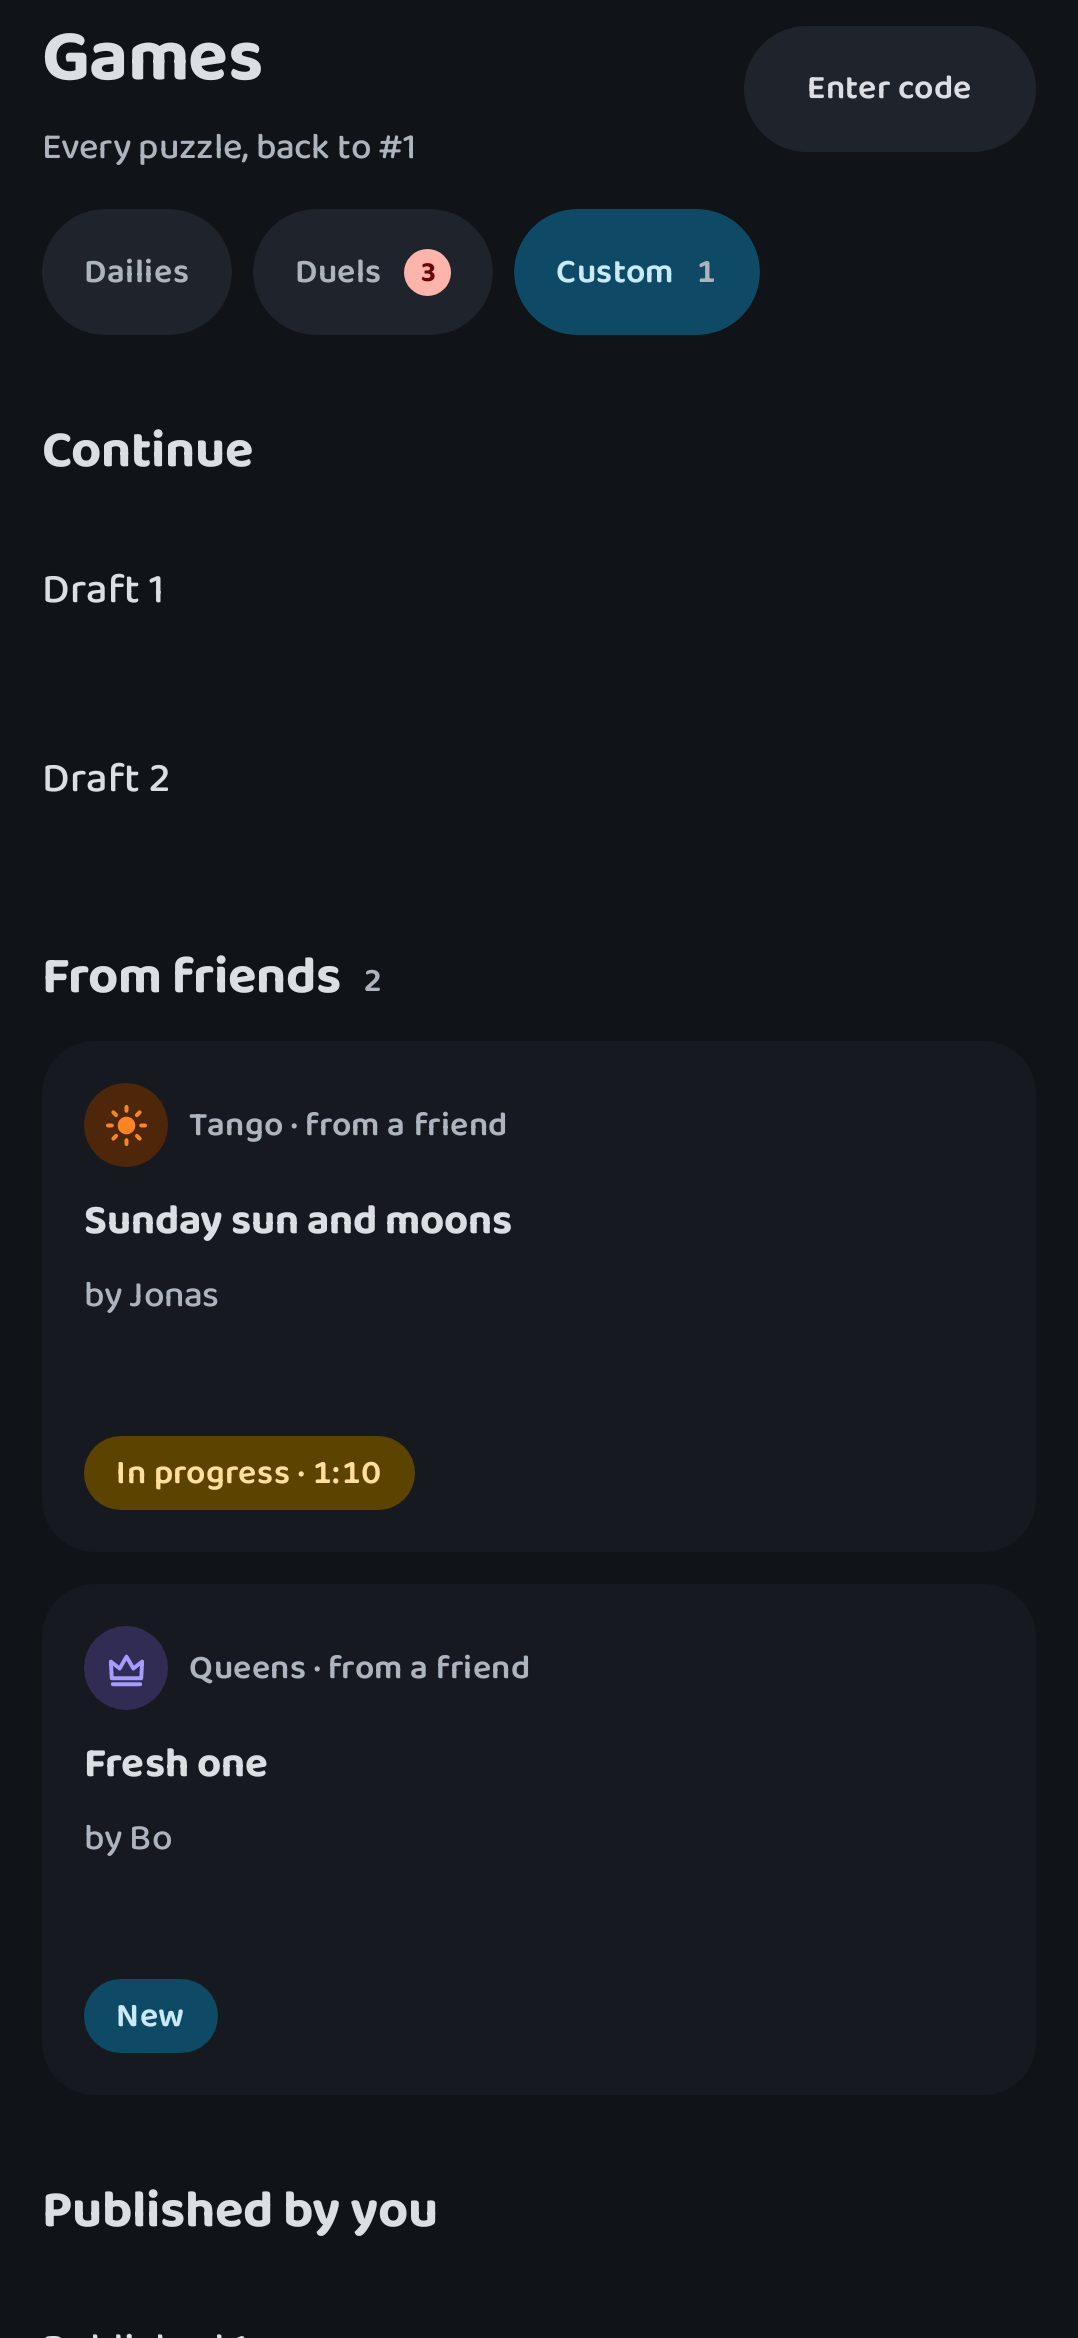 Games
Enter code
Every puzzle, back to #1
Dailies
Duels 3
Custom 1
Continue
Draft 1
Draft 2
From friends 2
Tango · from a friend
Sunday sun and moons
by Jonas
In progress · 1:10
Queens · from a friend
Fresh one
by Bo
New
Published by you